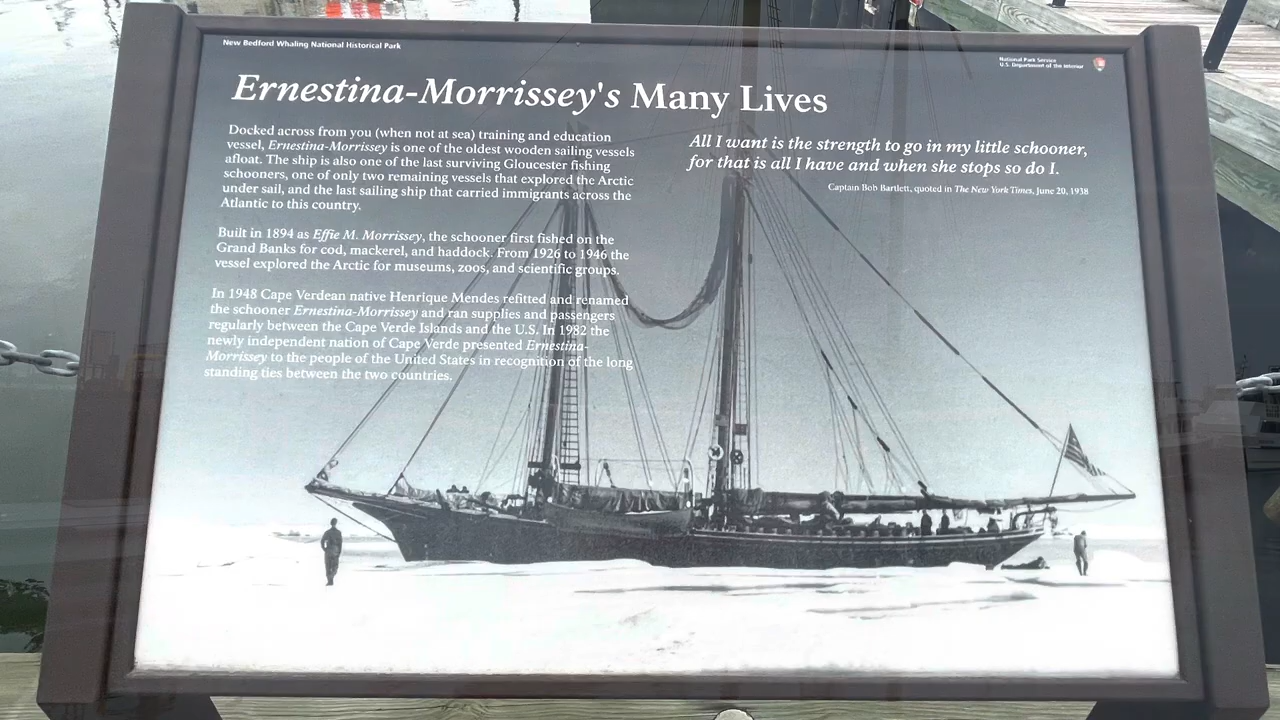 New Bedford Whaling National Historical Park
National Park Service
U.S. Department of the Interior
Ernestina-Morrissey's Many Lives
Docked across from you (when not at sea) training and education
vessel, Ernestina-Morrissey is one of the oldest wooden sailing vessels
afloat. The ship is also one of the last surviving Gloucester fishing
schooners, one of only two remaining vessels that explored the Arctic
under sail, and the last sailing ship that carried immigrants across the
Atlantic to this country.
Built in 1894 as Effie M. Morrissey, the schooner first fished on the
Grand Banks for cod, mackerel, and haddock. From 1926 to 1946 the
vessel explored the Arctic for museums, zoos, and scientific groups.
In 1948 Cape Verdean native Henrique Mendes refitted and renamed
the schooner Ernestina-Morrissey and ran supplies and passengers
regularly between the Cape Verde Islands and the U.S. In 1982 the
newly independent nation of Cape Verde presented Ernestina-
Morrissey to the people of the United States in recognition of the long
standing ties between the two countries.
All I want is the strength to go in my little schooner,
for that is all I have and when she stops so do I.
Captain Bob Bartlett, quoted in The New York Times, June 20, 1938